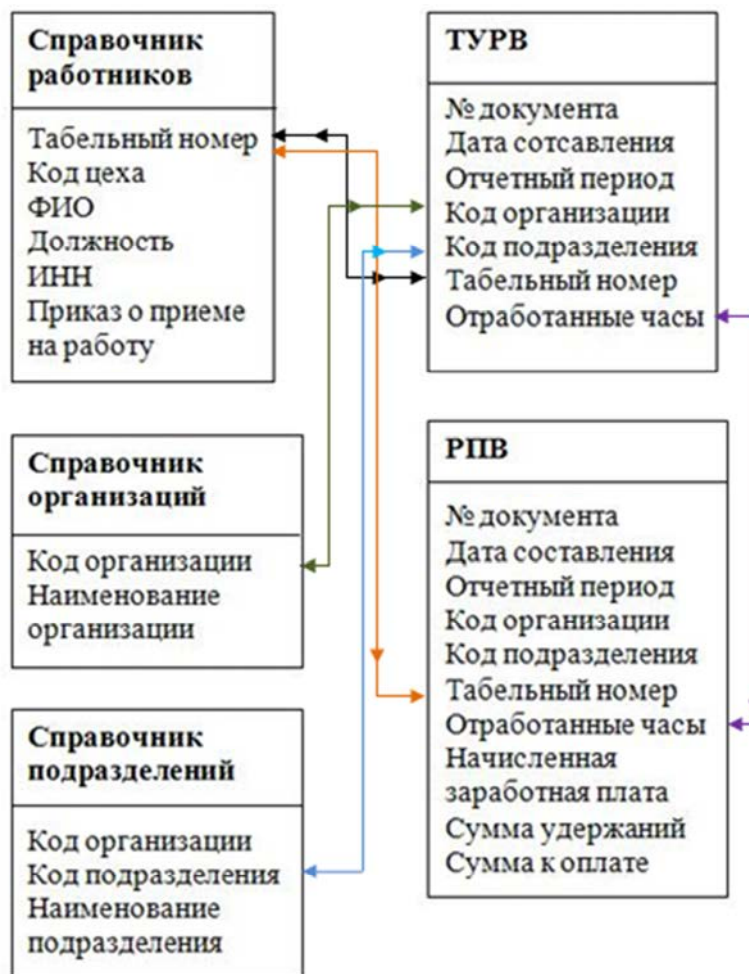 Справочник
работников
Табельный номер
Код цеха
ФИО
Должность
ИНН
Приказ о приеме
на работу
Справочник
организаций
Код организации
Наименование
организации
Справочник
подразделений
Код организации
Код подразделения
Наименование
подразделения
ТУРВ
№ документа
Дата сотсавления
Отчетный период
Код организации
Код подразделения
Табельный номер
Отработанные часы
РПВ
№ документа
Дата составления
Отчетный период
Код организации
Код подразделения
Табельный номер
Отработанные часы
Начисленная
заработная плата
Сумма удержаний
Сумма к оплате